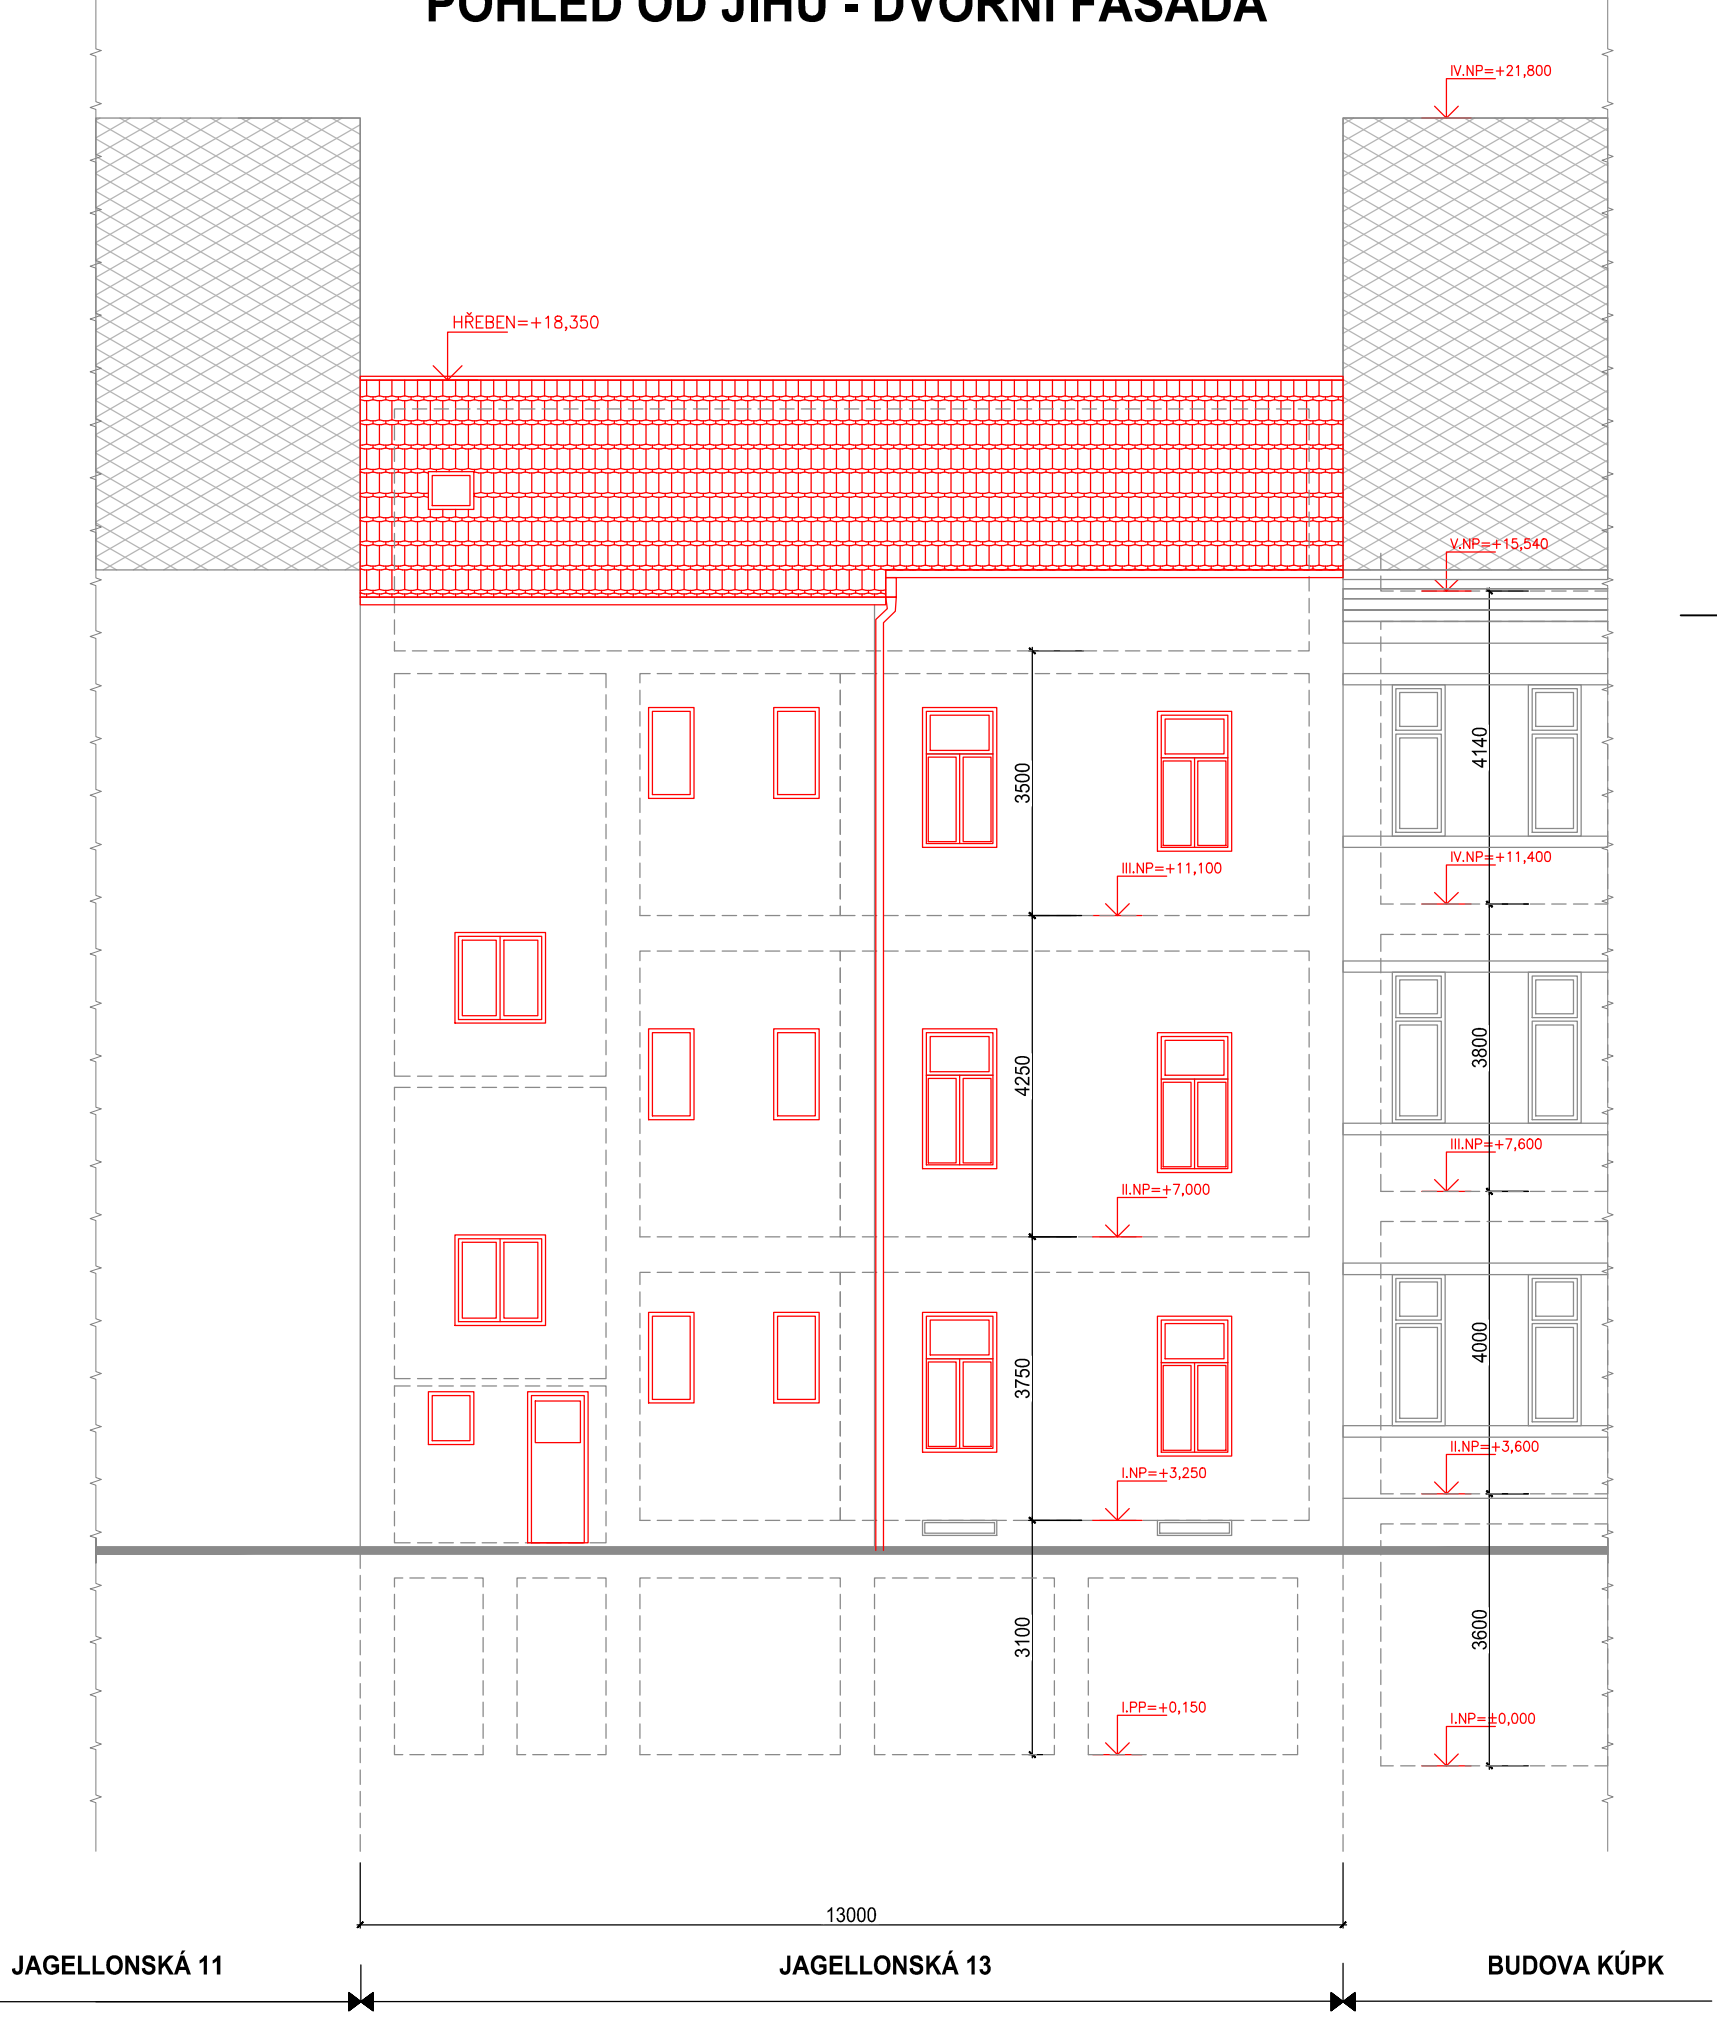 POHLED OD JIHU - DVORNÍ FASÁDA
IV.NP=+21,800
HŘEBEN=+18,350
V.NP=+15,540
4140
3500
IV.NP=+11,400
III.NP=+11,100
3800
4250
III.NP=+7,600
II.NP=+7,000
4000
3750
II.NP=+3,600
I.NP=+3,250
3600
3100
I.PP=+0,150
I.NP=±0,000
13000
JAGELLONSKÁ 11
JAGELLONSKÁ 13
BUDOVA KÚPK